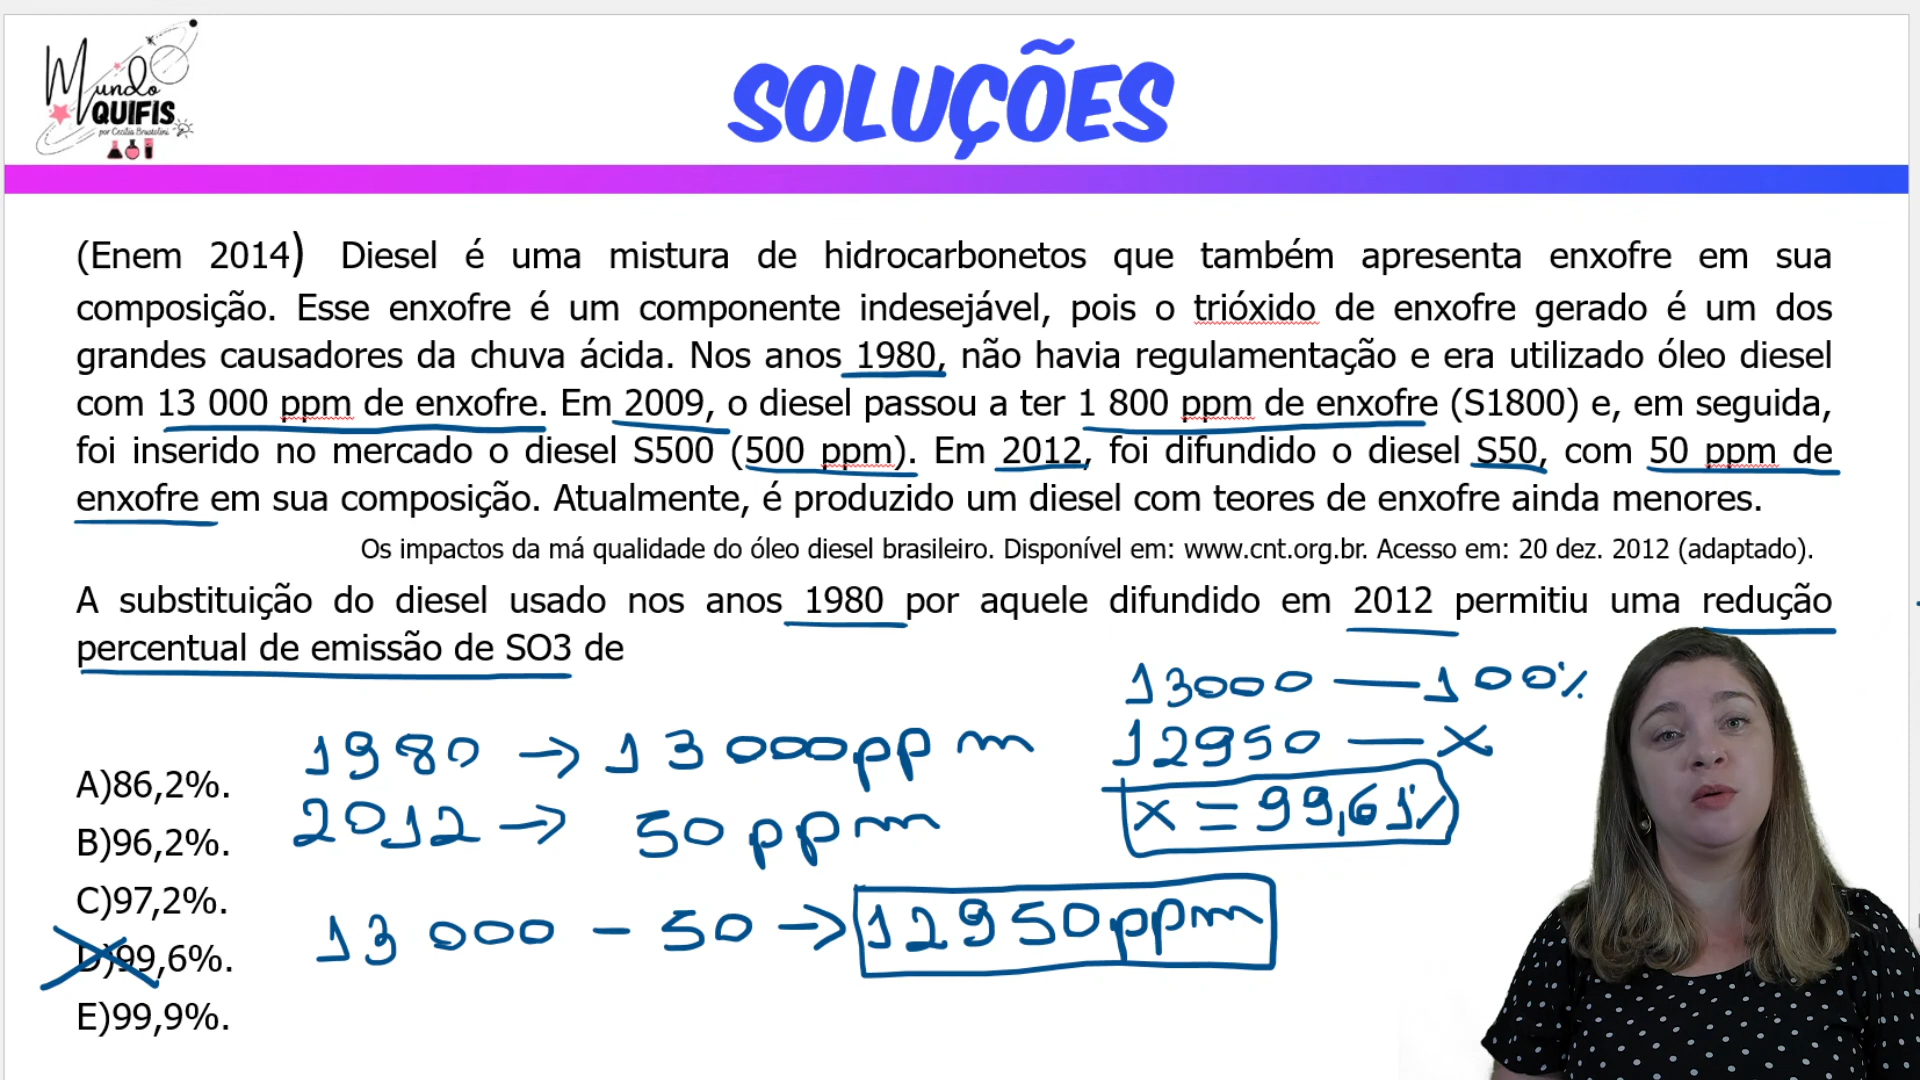 Mundo
QUIFIS
por Cecília Brustolini
SOLUÇÕES
(Enem 2014) Diesel é uma mistura de hidrocarbonetos que também apresenta enxofre em sua
composição. Esse enxofre é um componente indesejável, pois o trióxido de enxofre gerado é um dos
grandes causadores da chuva ácida. Nos anos 1980, não havia regulamentação e era utilizado óleo diesel
com 13 000 ppm de enxofre. Em 2009, o diesel passou a ter 1 800 ppm de enxofre (S1800) e, em seguida,
foi inserido no mercado o diesel S500 (500 ppm). Em 2012, foi difundido o diesel S50, com 50 ppm de
enxofre em sua composição. Atualmente, é produzido um diesel com teores de enxofre ainda menores.
Os impactos da má qualidade do óleo diesel brasileiro. Disponível em: www.cnt.org.br. Acesso em: 20 dez. 2012 (adaptado).
A substituição do diesel usado nos anos 1980 por aquele difundido em 2012 permitiu uma redução
percentual de emissão de SO3 de
13000 — 100%
12950 — x
x = 99,61%
1980 → 13 000ppm
2012 → 50 ppm
13 000 - 50 → 12950ppm
A)86,2%.
B)96,2%.
C)97,2%.
D)99,6%.
E)99,9%.